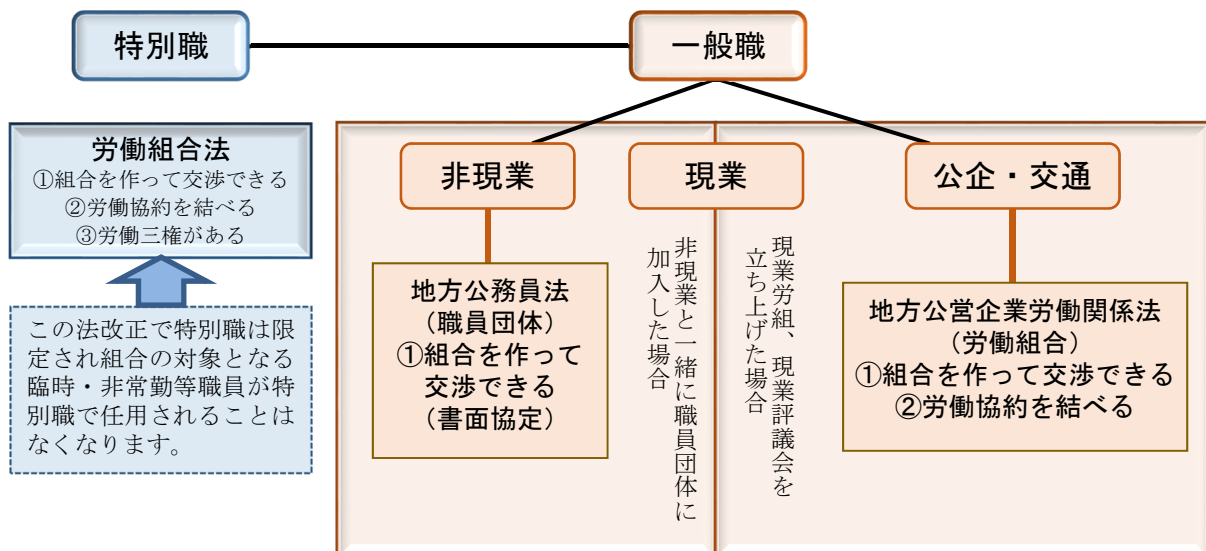 特別職
一般職
労働組合法
①組合を作って交渉できる
②労働協約を結べる
③労働三権がある
この法改正で特別職は限
定され組合の対象となる
臨時・非常勤等職員が特
別職で任用されることは
なくなります。
非現業
現業
公企・交通
地方公務員法
（職員団体）
①組合を作って
交渉できる
（書面協定）
非現業と一緒に職員団体に
加入した場合
現業労組、現業評議会を
立ち上げた場合
地方公営企業労働関係法
（労働組合）
①組合を作って交渉できる
②労働協約を結べる